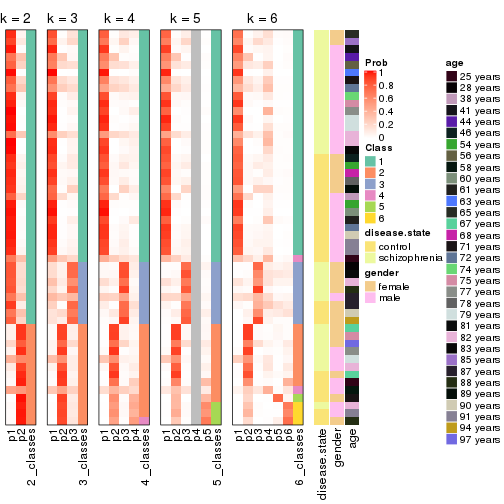 k = 2
k = 3
k = 4
k = 5
k = 6
p1
p2
2_classes
p1
p2
p3
3_classes
p1
p2
p3
p4
4_classes
p1
p2
p3
p4
p5
5_classes
p1
p2
p3
p4
p5
p6
6_classes
disease.state
gender
age
Prob
1
0.8
0.6
0.4
0.2
0
Class
1
2
3
4
5
6
disease.state
control
schizophrenia
gender
female
male
age
25 years
28 years
38 years
41 years
44 years
46 years
54 years
56 years
58 years
60 years
61 years
63 years
65 years
67 years
68 years
71 years
72 years
74 years
75 years
77 years
78 years
79 years
81 years
82 years
83 years
85 years
87 years
88 years
89 years
90 years
91 years
94 years
97 years